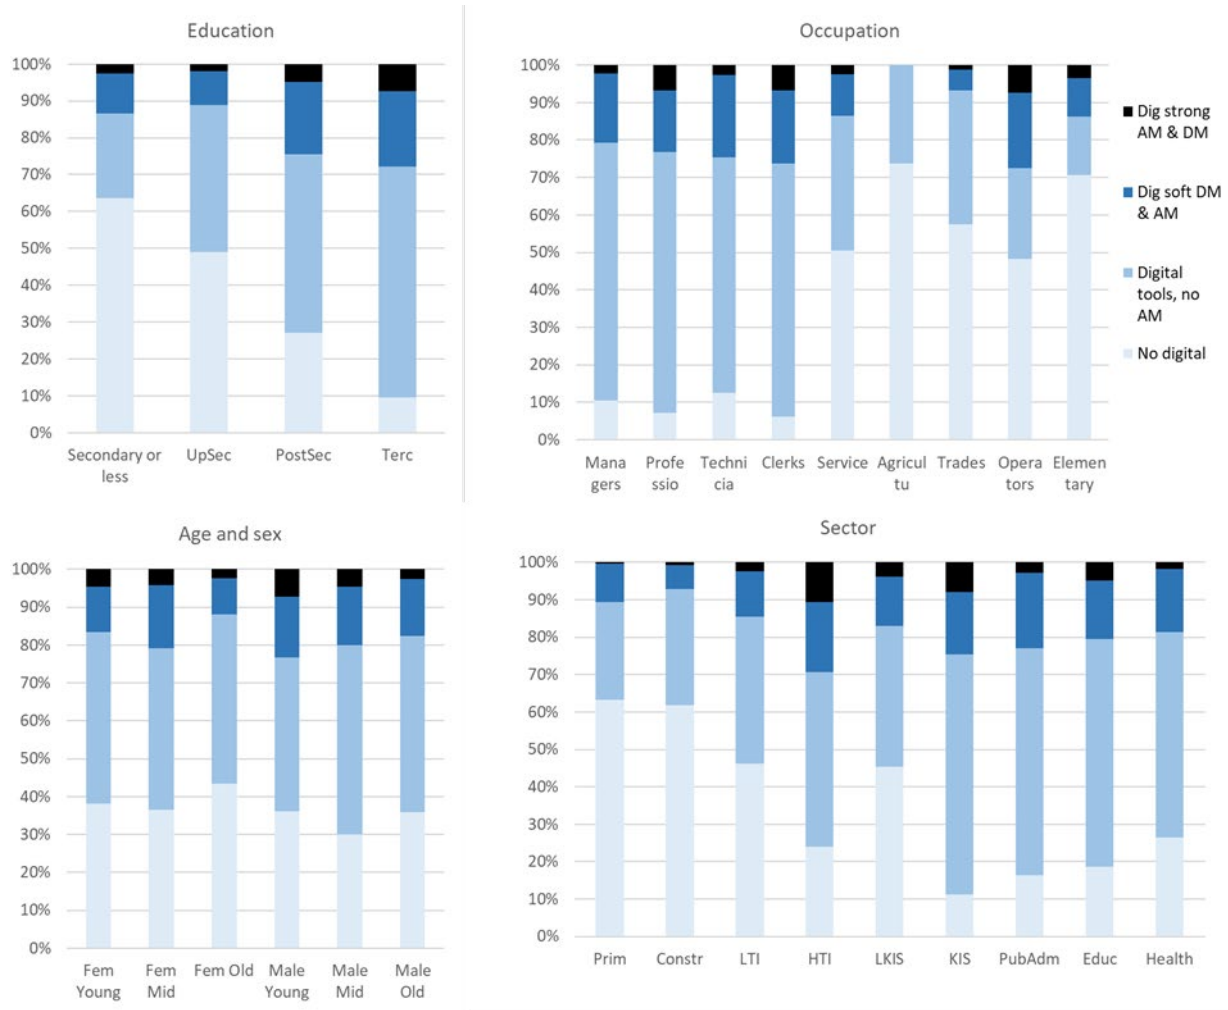 Education
100%
90%
80%
70%
60%
50%
40%
30%
20%
10%
0%
Secondary or
less
UpSec
PostSec
Terc
Occupation
100%
90%
80%
70%
60%
50%
40%
30%
20%
10%
0%
Mana
gers
Profe
ssio
Techni
cia
Clerks
Service
Agricul
tu
Trades
Opera
tors
Elemen
tary
Dig strong
AM & DM
Dig soft DM
& AM
Digital
tools, no
AM
No digital
Age and sex
100%
90%
80%
70%
60%
50%
40%
30%
20%
10%
0%
Fem
Young
Fem
Mid
Fem Old
Male
Young
Male
Mid
Male
Old
Sector
100%
90%
80%
70%
60%
50%
40%
30%
20%
10%
0%
Prim
Constr
LTI
HTI
LKIS
KIS
PubAdm
Educ
Health